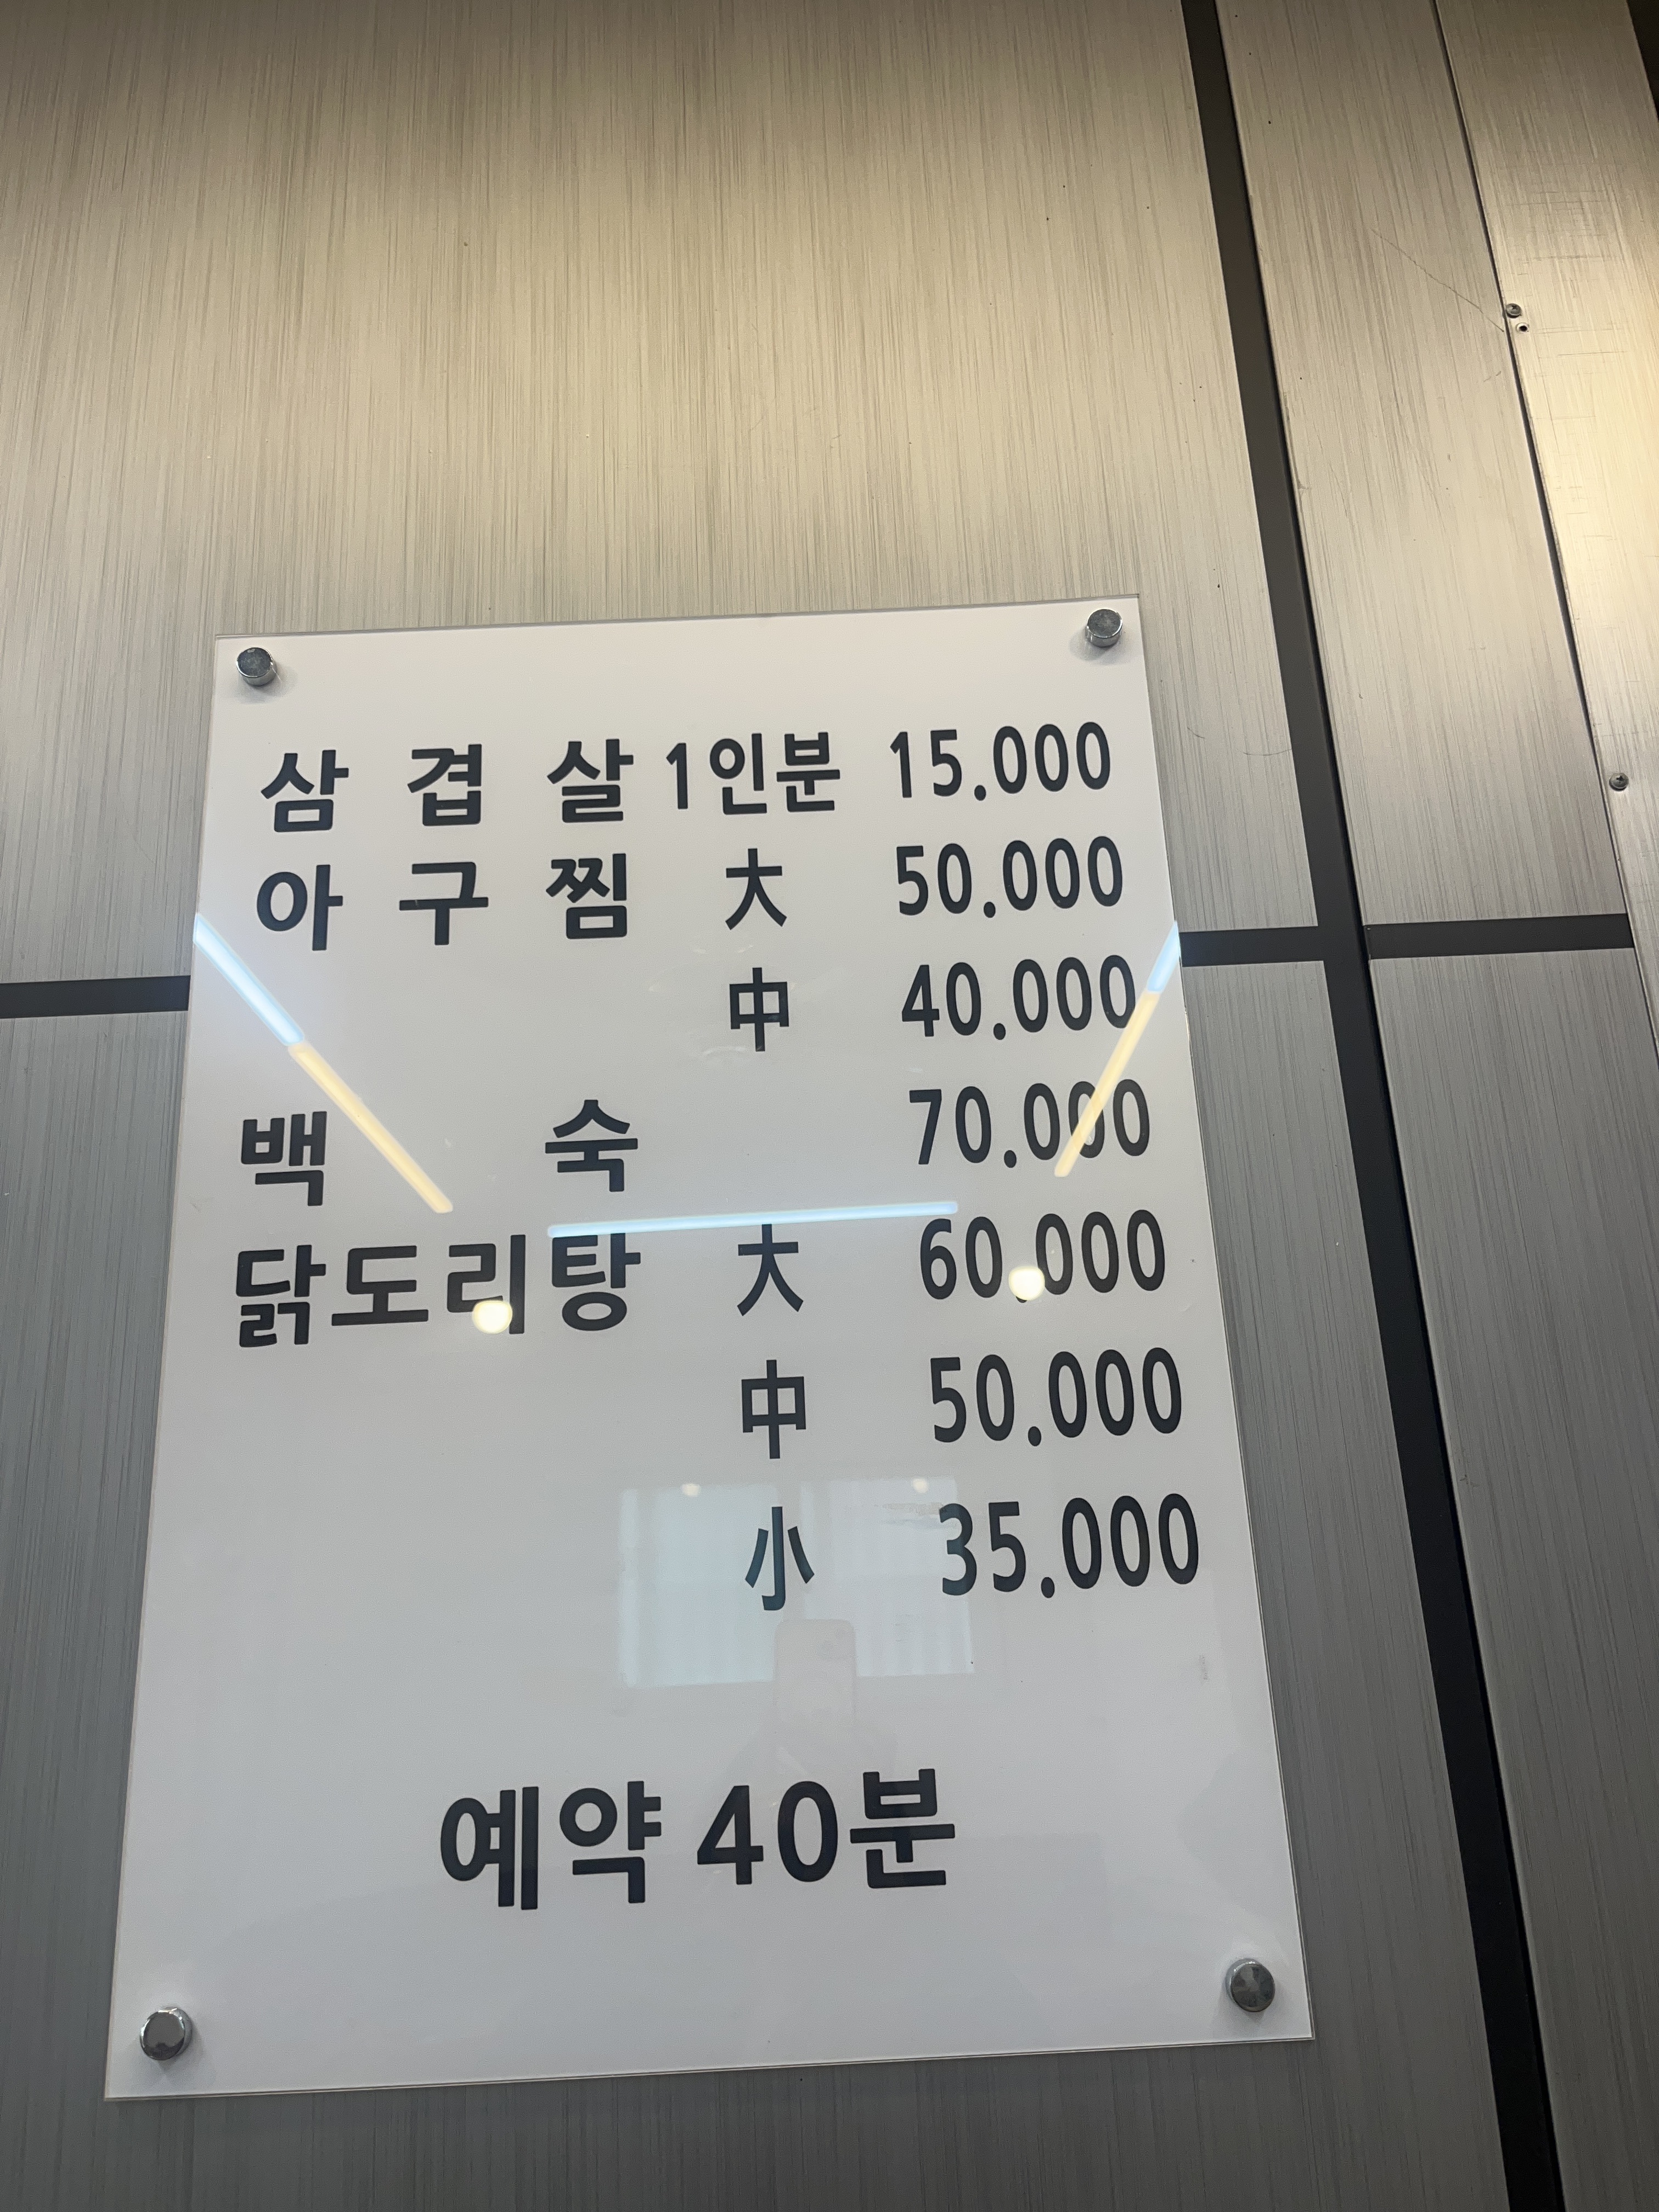 삼겹살 1인분 15.000
아구찜 大 50.000
中 40.000
백숙 70.000
닭도리탕 大 60.000
中 50.000
小 35.000
예약 40분